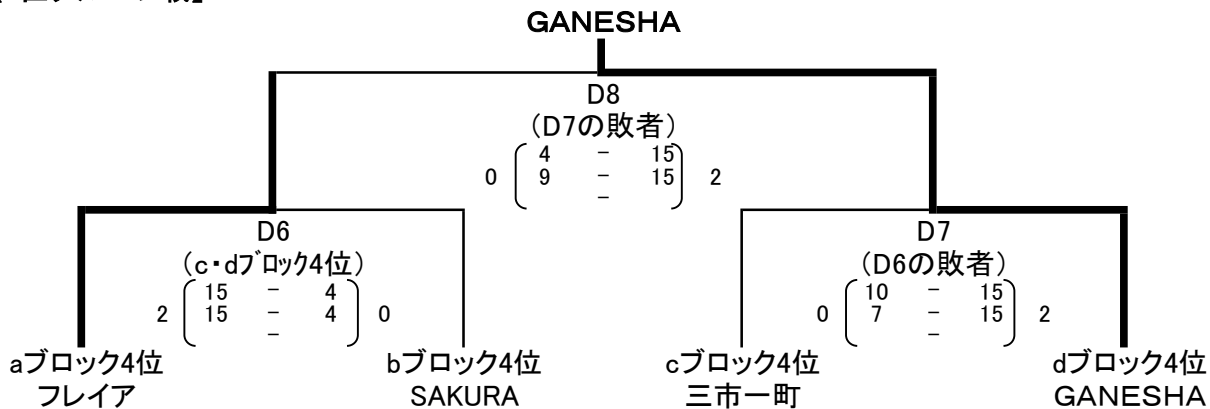 GANESHA
D8
(D7の敗者)
4 - 15
0 9 - 15 2
-
D6
(c・dﾌﾞﾛｯｸ4位)
15 - 4
2 15 - 4 0
-
D7
(D6の敗者)
10 - 15
0 7 - 15 2
-
aブロック4位 bブロック4位 cブロック4位 dブロック4位
フレイア SAKURA 三市一町 GANESHA